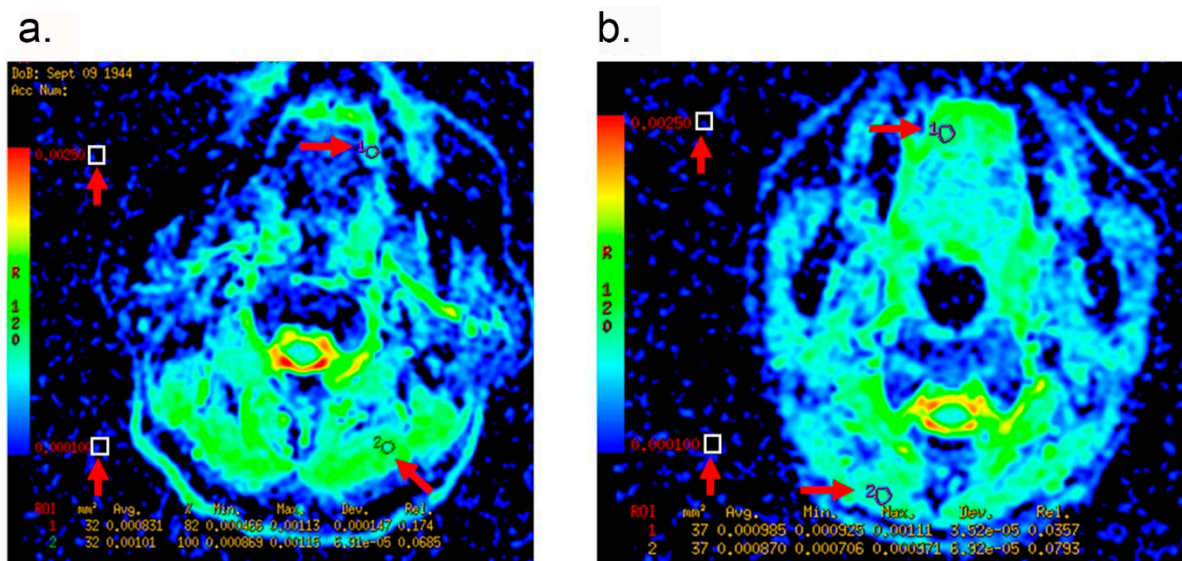 a.
DoB: Sept 09 1944
Acc Num:
0.00250
1
R
120
2
0.000100
ROI mm² Avg. % Min. Max. Dev. Rel.
1 32 0.000831 82 0.000466 0.00113 0.000147 0.174
2 32 0.00101 100 0.000869 0.00115 6.91e-05 0.0685
b.
0.00250
1
R
120
0.000100
2
ROI mm² Avg. Min. Max. Dev. Rel.
1 37 0.000985 0.000925 0.00111 3.52e-05 0.0357
2 37 0.000870 0.000706 0.000971 6.92e-05 0.0793